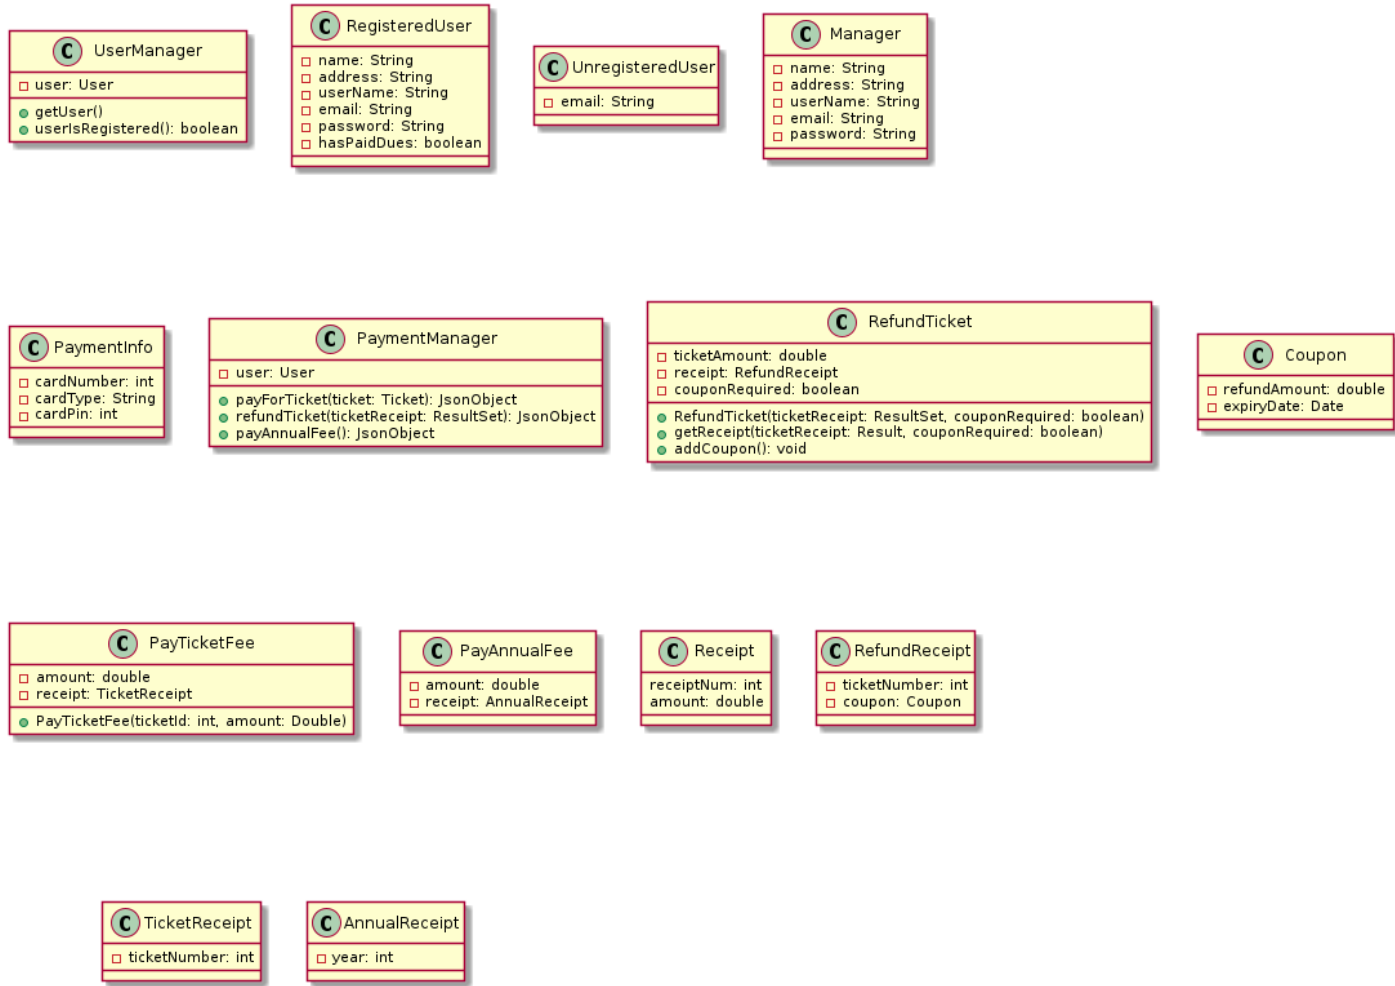 C UserManager
user: User
getUser()
userIsRegistered(): boolean
C RegisteredUser
name: String
address: String
userName: String
email: String
password: String
hasPaidDues: boolean
C UnregisteredUser
email: String
C Manager
name: String
address: String
userName: String
email: String
password: String
C PaymentInfo
cardNumber: int
cardType: String
cardPin: int
C PaymentManager
user: User
payForTicket(ticket: Ticket): JsonObject
refundTicket(ticketReceipt: ResultSet): JsonObject
payAnnualFee(): JsonObject
C RefundTicket
ticketAmount: double
receipt: RefundReceipt
couponRequired: boolean
RefundTicket(ticketReceipt: ResultSet, couponRequired: boolean)
getReceipt(ticketReceipt: Result, couponRequired: boolean)
addCoupon(): void
C Coupon
refundAmount: double
expiryDate: Date
C PayTicketFee
amount: double
receipt: TicketReceipt
PayTicketFee(ticketId: int, amount: Double)
C PayAnnualFee
amount: double
receipt: AnnualReceipt
C Receipt
receiptNum: int
amount: double
C RefundReceipt
ticketNumber: int
coupon: Coupon
C TicketReceipt
ticketNumber: int
C AnnualReceipt
year: int